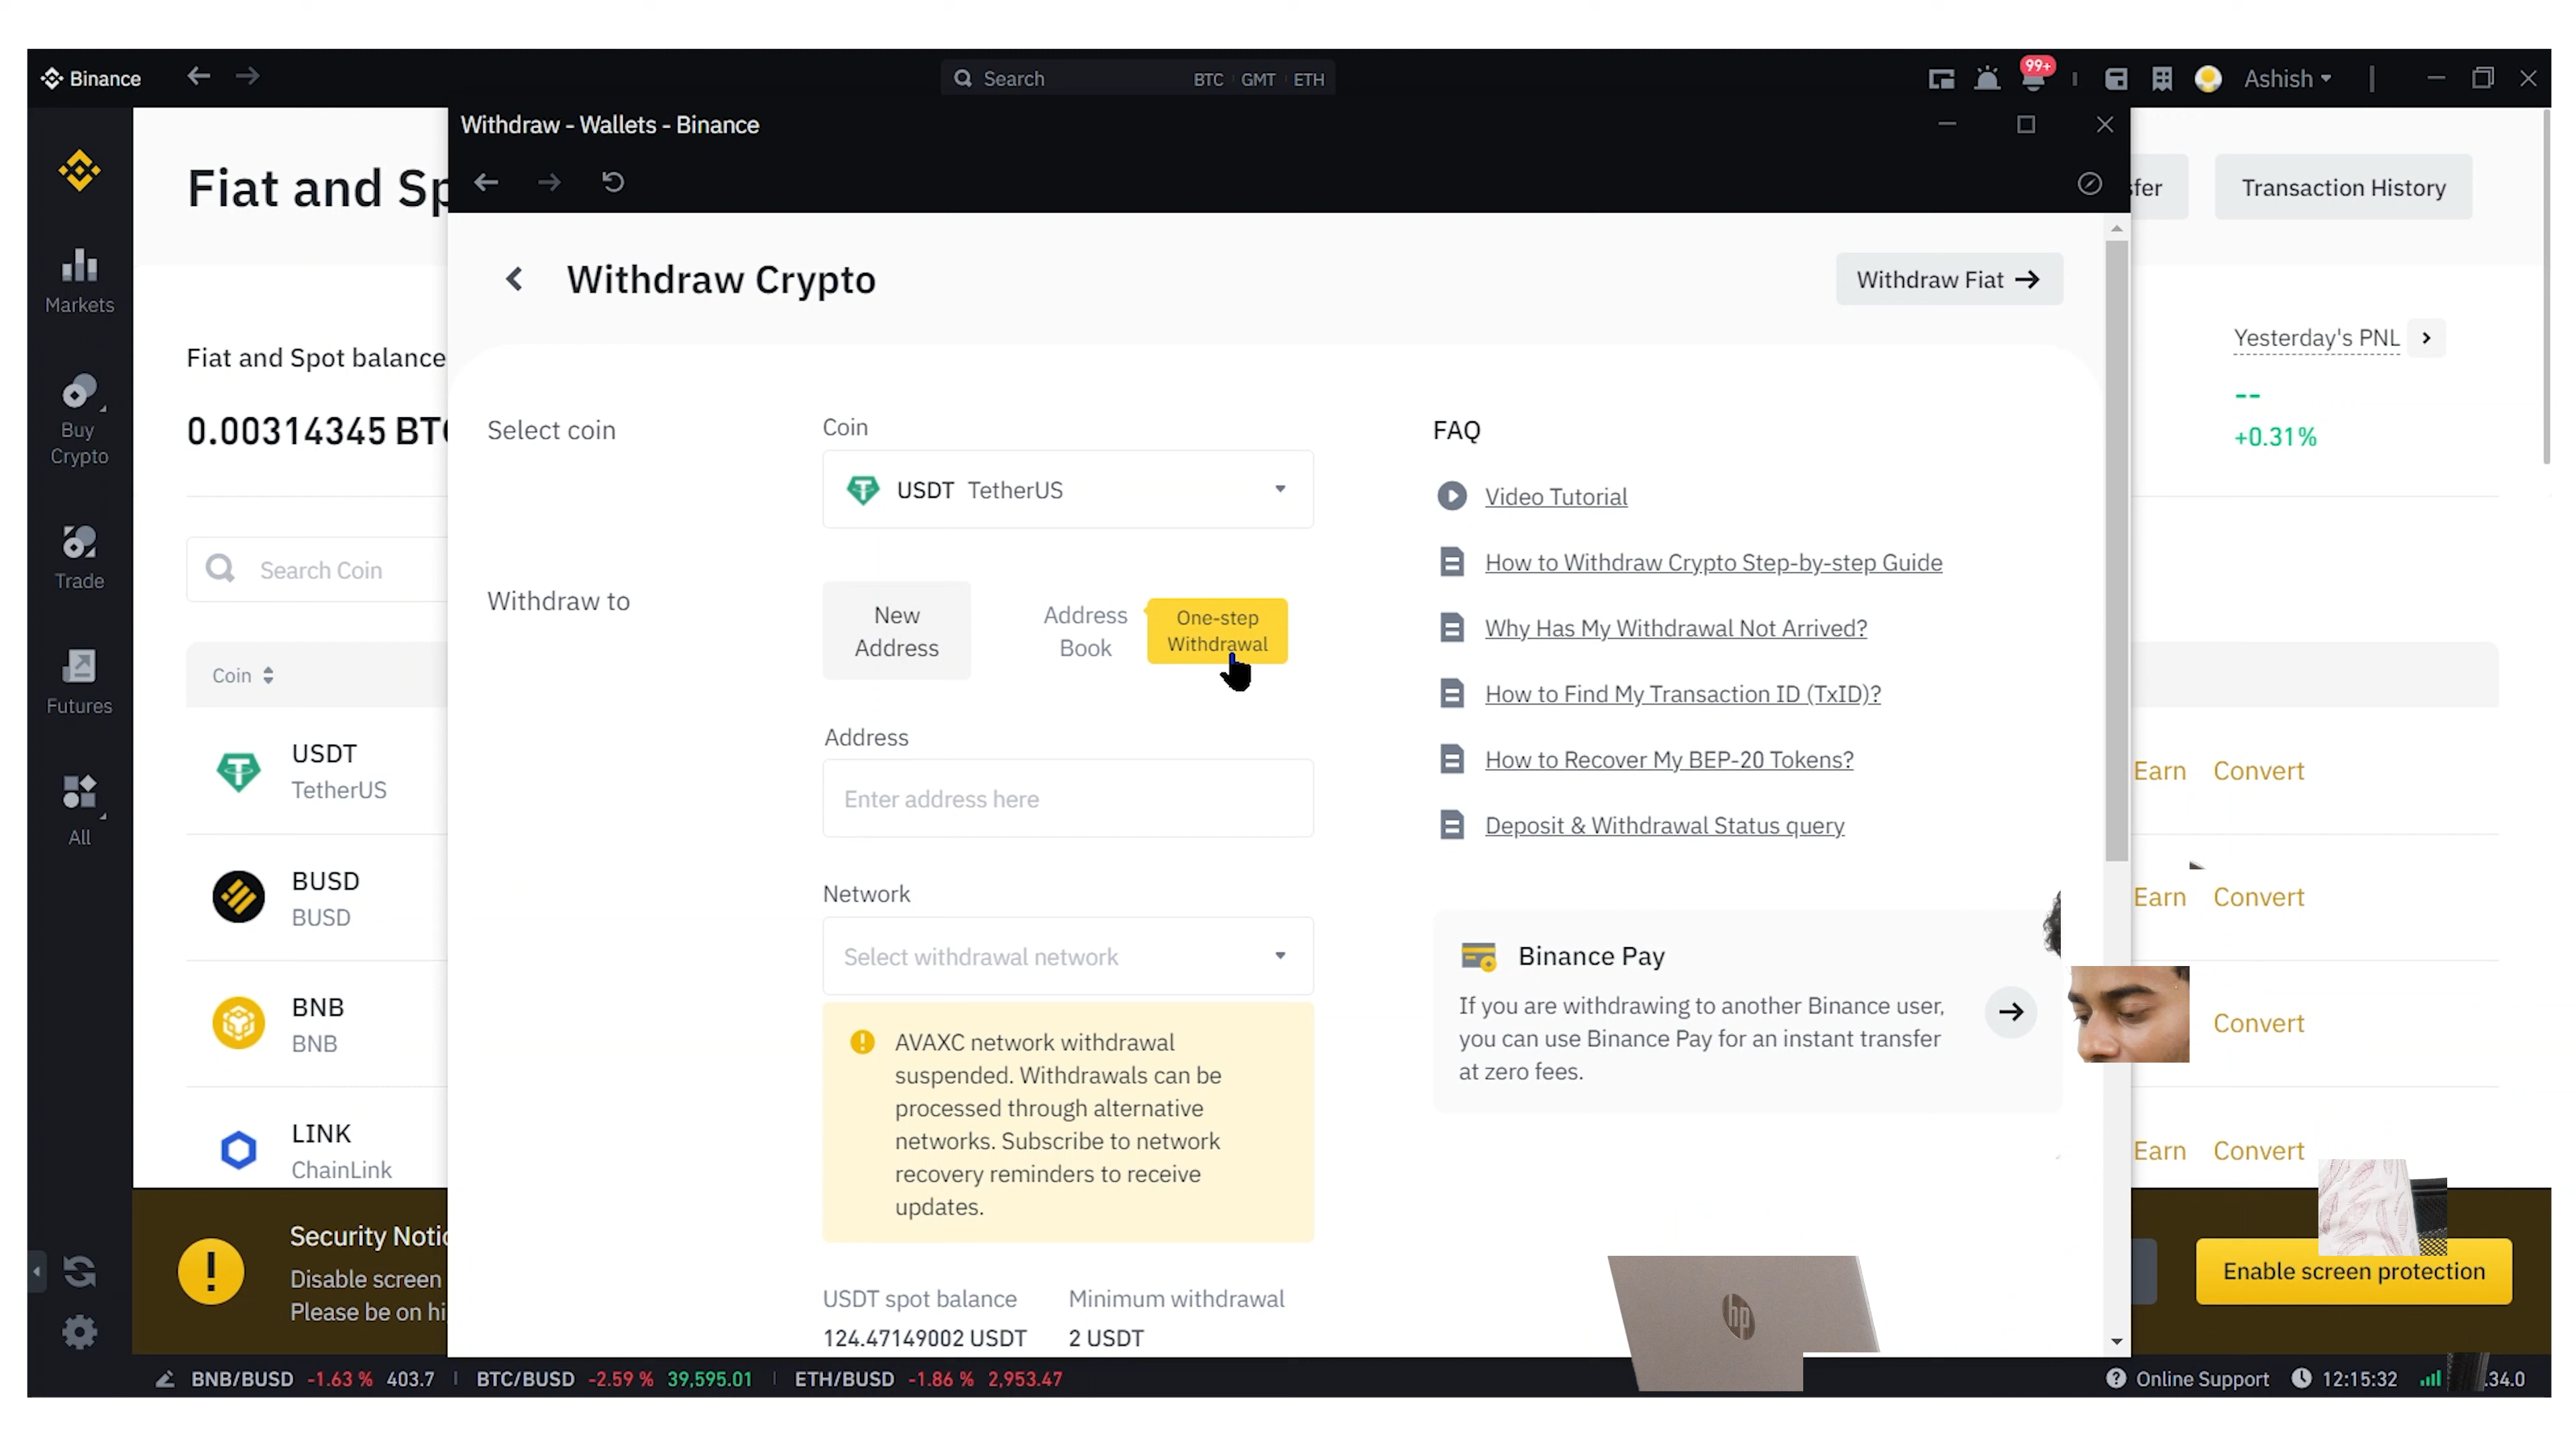 Binance
Search BTC GMT ETH
99+
Ashish
Withdraw - Wallets - Binance
Fiat and Sp
Transaction History
Withdraw Crypto
Withdraw Fiat
Markets
Buy
Crypto
Trade
Futures
All
Fiat and Spot balance
0.00314345 BT
Search Coin
Coin
USDT
TetherUS
BUSD
BUSD
BNB
BNB
LINK
ChainLink
Select coin
Coin
USDT TetherUS
Withdraw to
New
Address
Address
Book
One-step
Withdrawal
Address
Enter address here
Network
Select withdrawal network
AVAXC network withdrawal
suspended. Withdrawals can be
processed through alternative
networks. Subscribe to network
recovery reminders to receive
updates.
USDT spot balance
124.47149002 USDT
Minimum withdrawal
2 USDT
FAQ
Video Tutorial
How to Withdraw Crypto Step-by-step Guide
Why Has My Withdrawal Not Arrived?
How to Find My Transaction ID (TxID)?
How to Recover My BEP-20 Tokens?
Deposit & Withdrawal Status query
Binance Pay
If you are withdrawing to another Binance user,
you can use Binance Pay for an instant transfer
at zero fees.
Yesterday's PNL
--
+0.31%
Earn Convert
Earn Convert
Convert
Earn Convert
Security Noti
Disable screen
Please be on hi
Enable screen protection
hp
BNB/BUSD -1.63 % 403.7 BTC/BUSD -2.59 % 39,595.01 ETH/BUSD -1.86 % 2,953.47
Online Support 12:15:32 .34.0